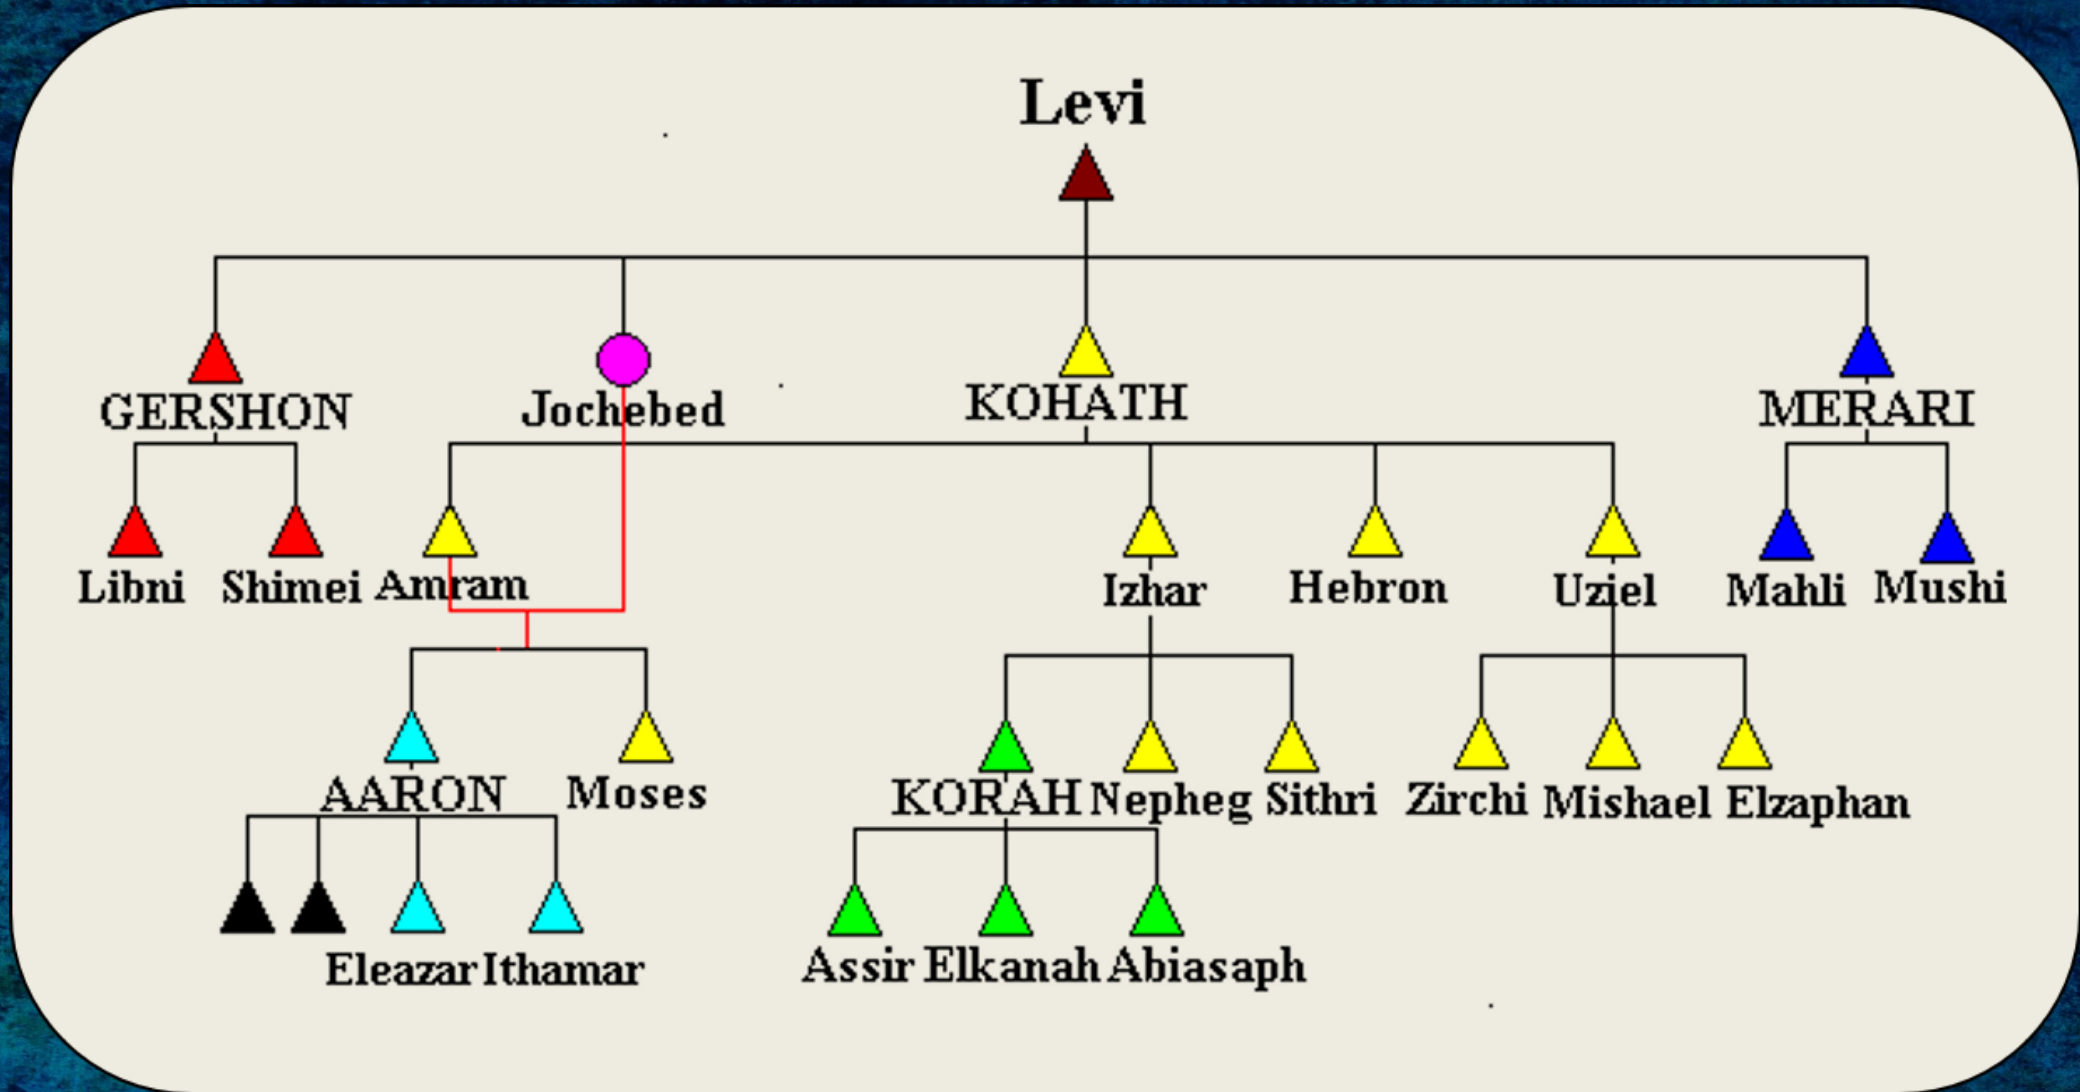 Levi
GERSHON Jochebed KOHATH MERARI
Libni Shimei Amram Izhar Hebron Uziel Mahli Mushi
AARON Moses KORAH Nepheg Sithri Zirchi Mishael Elzaphan
Eleazar Ithamar Assir Elkanah Abiasaph